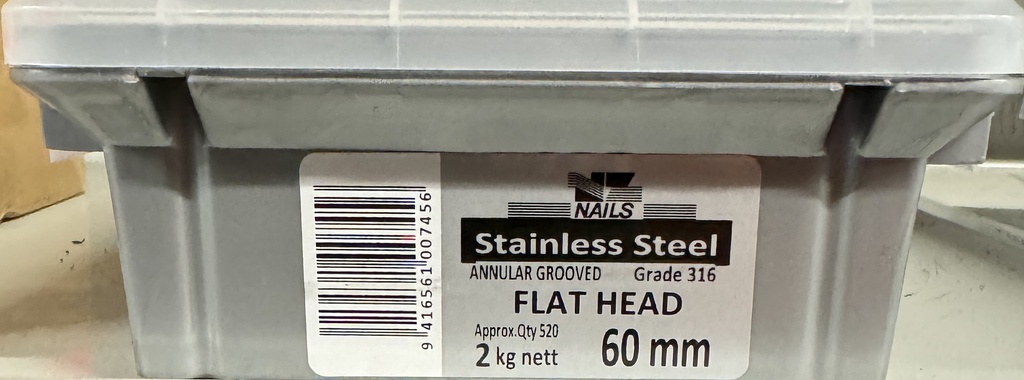 NZ
NAILS
Stainless Steel
ANNULAR GROOVED Grade 316
FLAT HEAD
Approx.Qty 520
2 kg nett 60 mm
9 416561 007456